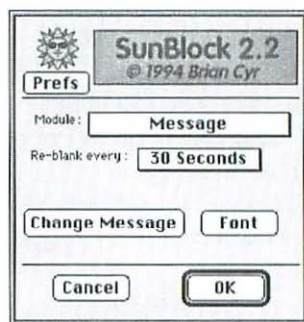 SunBlock 2.2
© 1994 Brian Cyr
Prefs
Module: Message
Re-blank every: 30 Seconds
Change Message Font
Cancel OK